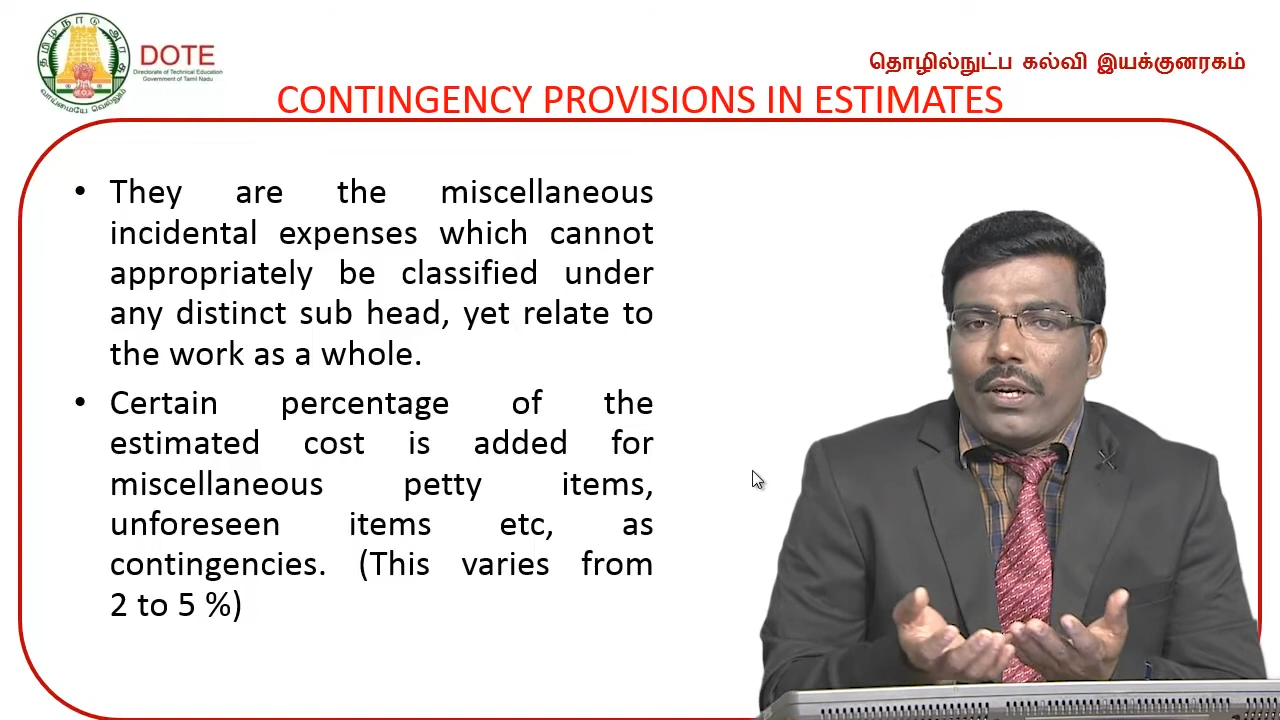 தமிழ்நாடு அரசு
வாய்மையே வெல்லும்
DOTE
Directorate of Technical Education
Government of Tamil Nadu
தொழில்நுட்ப கல்வி இயக்குனரகம்
CONTINGENCY PROVISIONS IN ESTIMATES
• They are the miscellaneous
incidental expenses which cannot
appropriately be classified under
any distinct sub head, yet relate to
the work as a whole.
• Certain percentage of the
estimated cost is added for
miscellaneous petty items,
unforeseen items etc, as
contingencies. (This varies from
2 to 5 %)